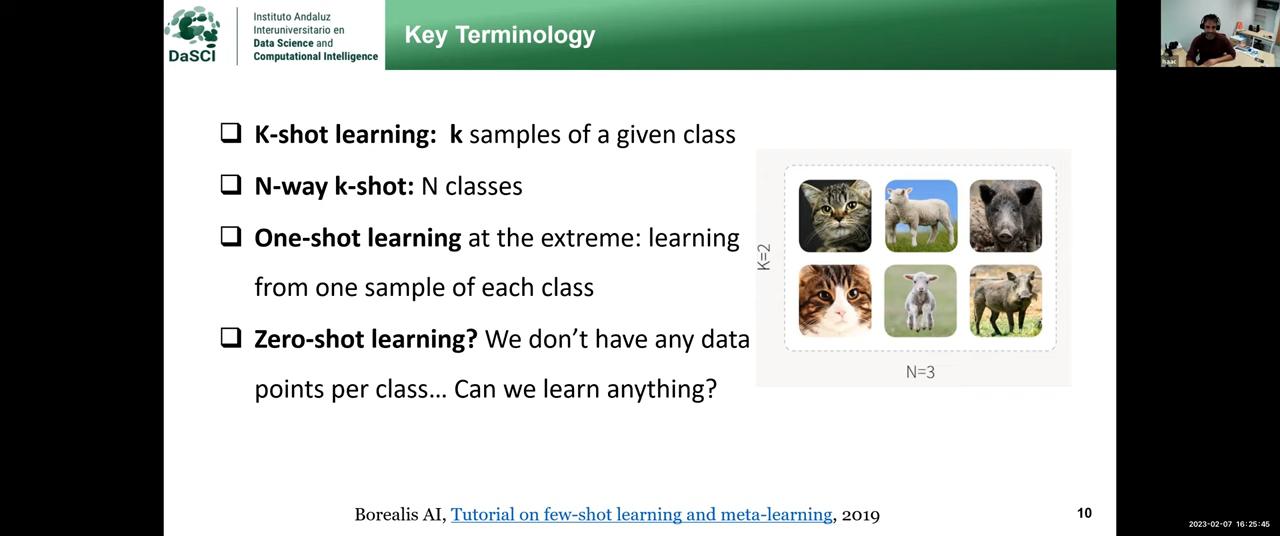 DaSCI
Instituto Andaluz
Interuniversitario en
Data Science and
Computational Intelligence
Key Terminology
K-shot learning: k samples of a given class
N-way k-shot: N classes
One-shot learning at the extreme: learning
from one sample of each class
Zero-shot learning? We don't have any data
points per class... Can we learn anything?
K=2
N=3
Borealis AI, Tutorial on few-shot learning and meta-learning, 2019
10
2023-02-07 16:25:45